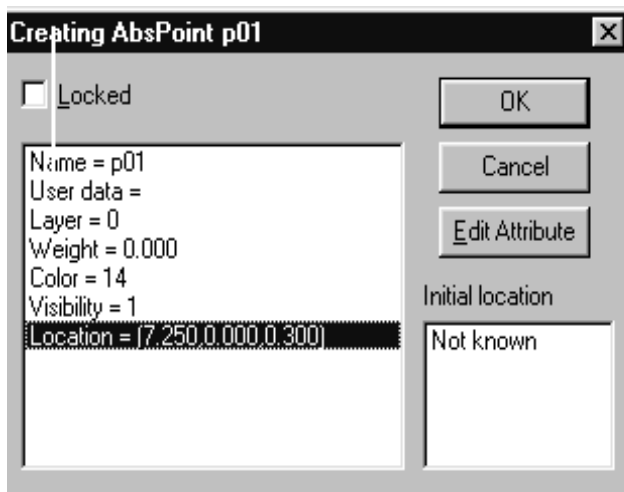 Creating AbsPoint p01
Locked
OK
Name = p01
User data =
Layer = 0
Weight = 0.000
Color = 14
Visibility = 1
Location = (7.250,0.000,0.300)
Cancel
Edit Attribute
Initial location
Not known